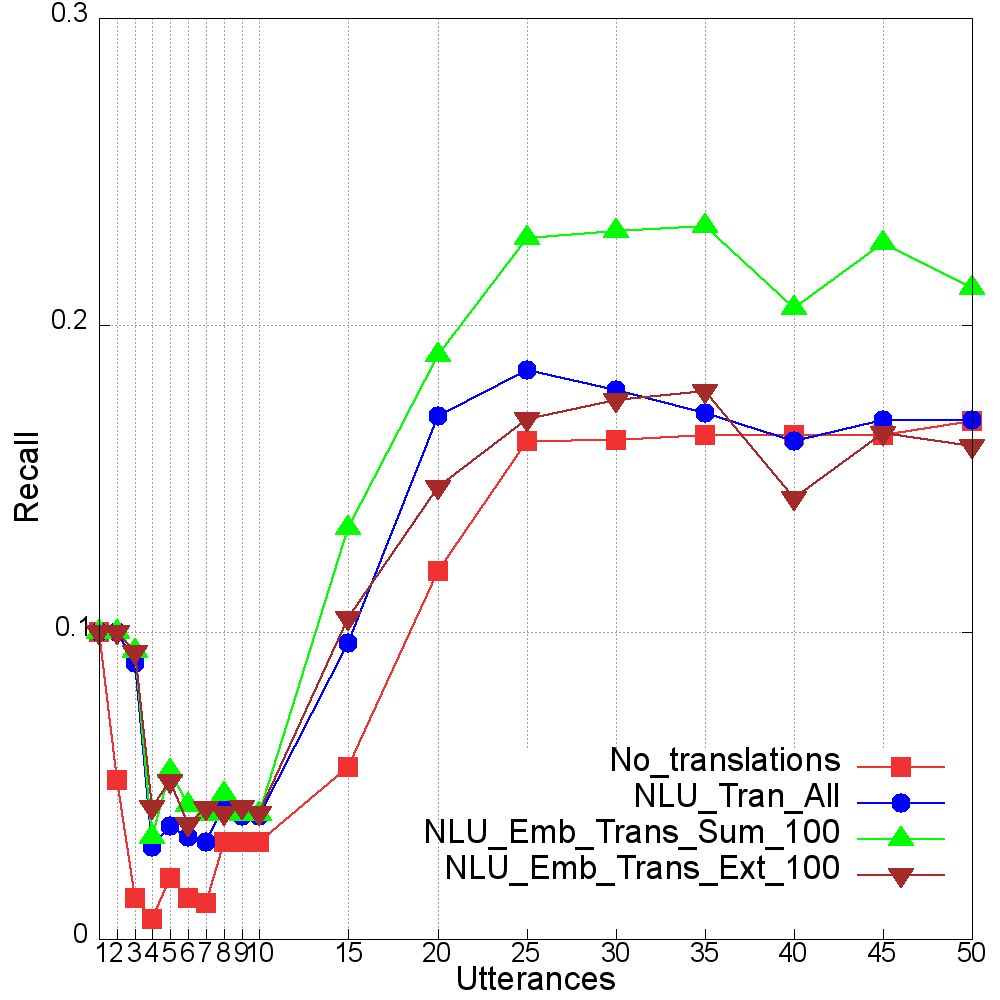 0.3
0.2
0.1
0
Recall
No_translations
NLU_Tran_All
NLU_Emb_Trans_Sum_100
NLU_Emb_Trans_Ext_100
1 2 3 4 5 6 7 8 9 10 15 20 25 30 35 40 45 50
Utterances